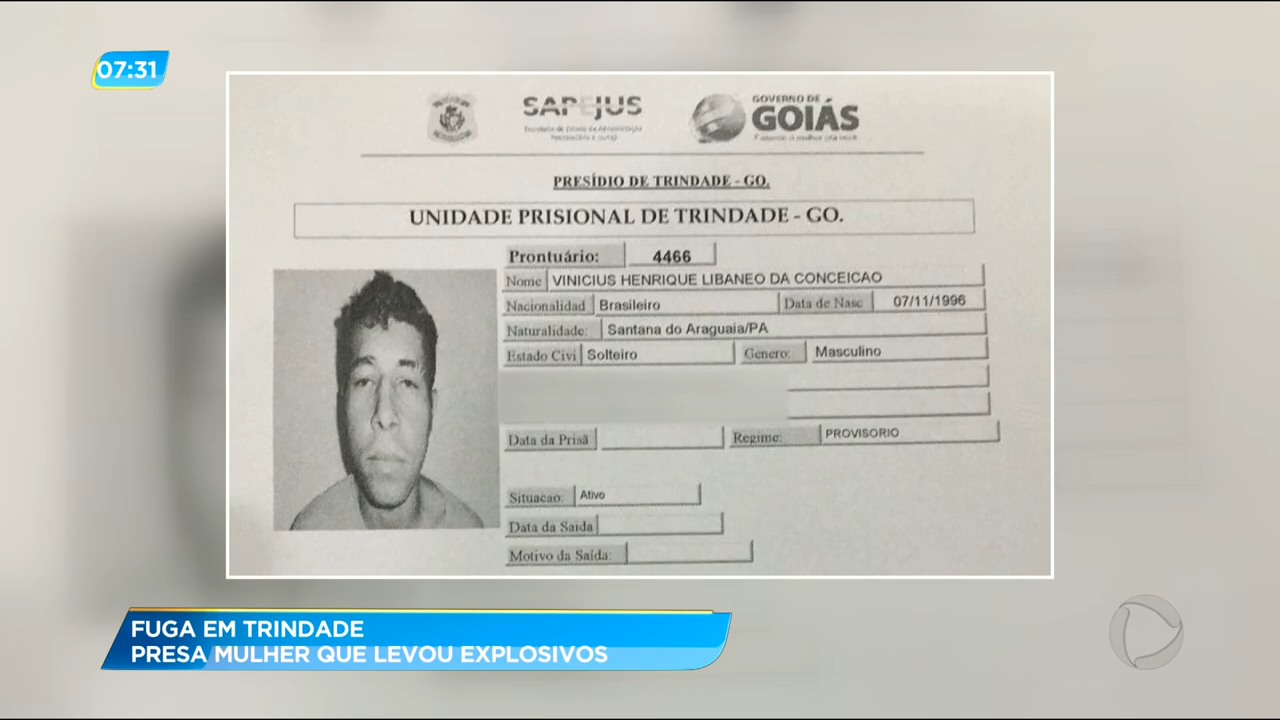 07:31
SAPEJUS
GOVERNO DE
GOIÁS
PRESÍDIO DE TRINDADE - GO.
UNIDADE PRISIONAL DE TRINDADE - GO.
Prontuário: 4466
Nome VINICIUS HENRIQUE LIBANEO DA CONCEICAO
Nacionalidad Brasileiro Data de Nasc 07/11/1996
Naturalidade: Santana do Araguaia/PA
Estado Civi Solteiro Genero: Masculino
Data da Prisã Regime: PROVISORIO
Situacao: Ativo
Data da Saida
Motivo da Saída:
FUGA EM TRINDADE
PRESA MULHER QUE LEVOU EXPLOSIVOS